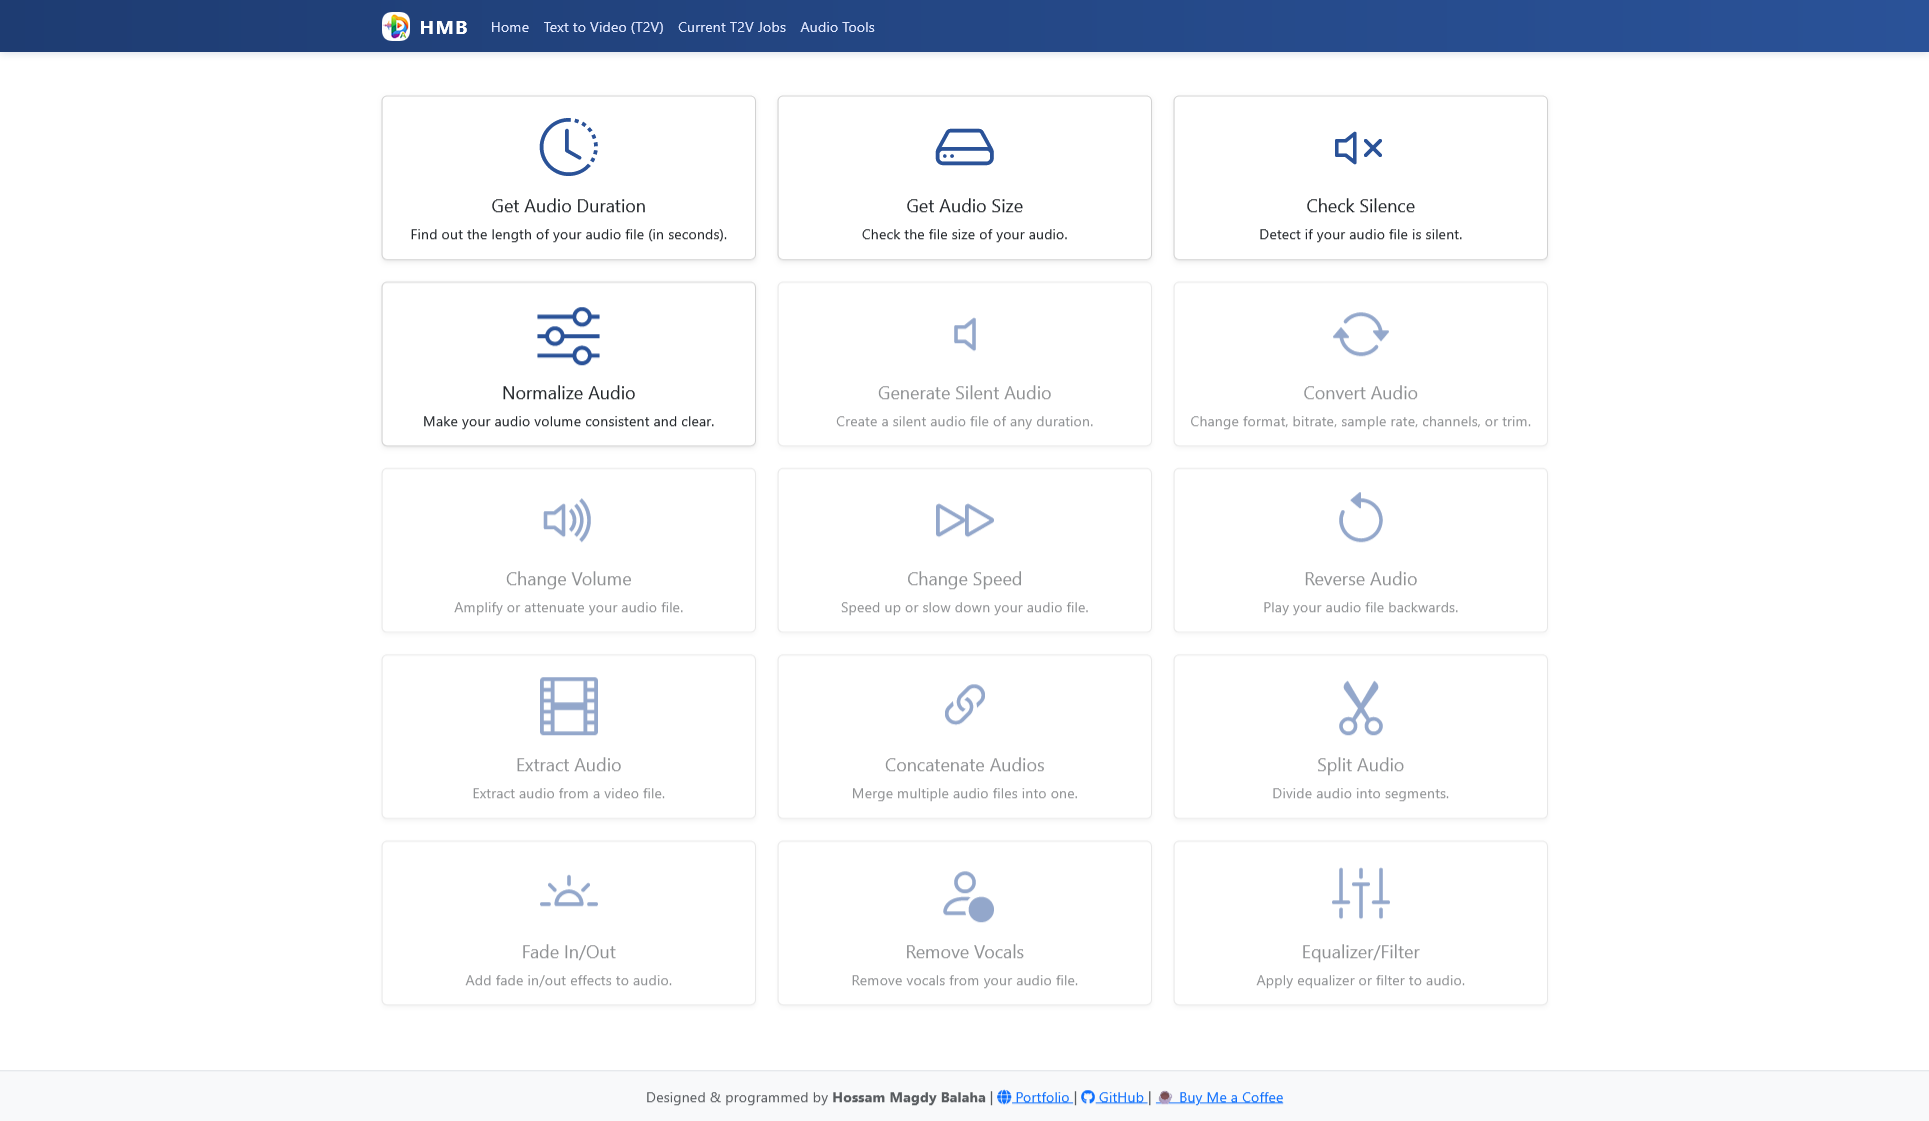 HMB Home Text to Video (T2V) Current T2V Jobs Audio Tools
Get Audio Duration
Find out the length of your audio file (in seconds).
Get Audio Size
Check the file size of your audio.
Check Silence
Detect if your audio file is silent.
Normalize Audio
Make your audio volume consistent and clear.
Generate Silent Audio
Create a silent audio file of any duration.
Convert Audio
Change format, bitrate, sample rate, channels, or trim.
Change Volume
Amplify or attenuate your audio file.
Change Speed
Speed up or slow down your audio file.
Reverse Audio
Play your audio file backwards.
Extract Audio
Extract audio from a video file.
Concatenate Audios
Merge multiple audio files into one.
Split Audio
Divide audio into segments.
Fade In/Out
Add fade in/out effects to audio.
Remove Vocals
Remove vocals from your audio file.
Equalizer/Filter
Apply equalizer or filter to audio.
Designed & programmed by Hossam Magdy Balaha | Portfolio | GitHub | Buy Me a Coffee